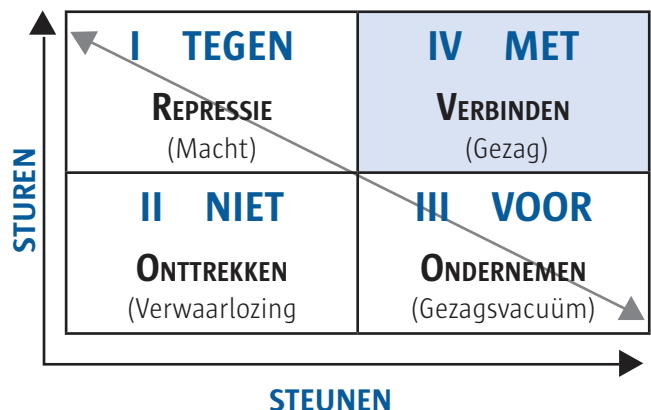 I TEGEN
REPRESSIE
(Macht)
IV MET
VERBINDEN
(Gezag)
II NIET
ONTTREKKEN
(Verwaarlozing
III VOOR
ONDERNEMEN
(Gezagsvacuüm)
STUREN
STEUNEN